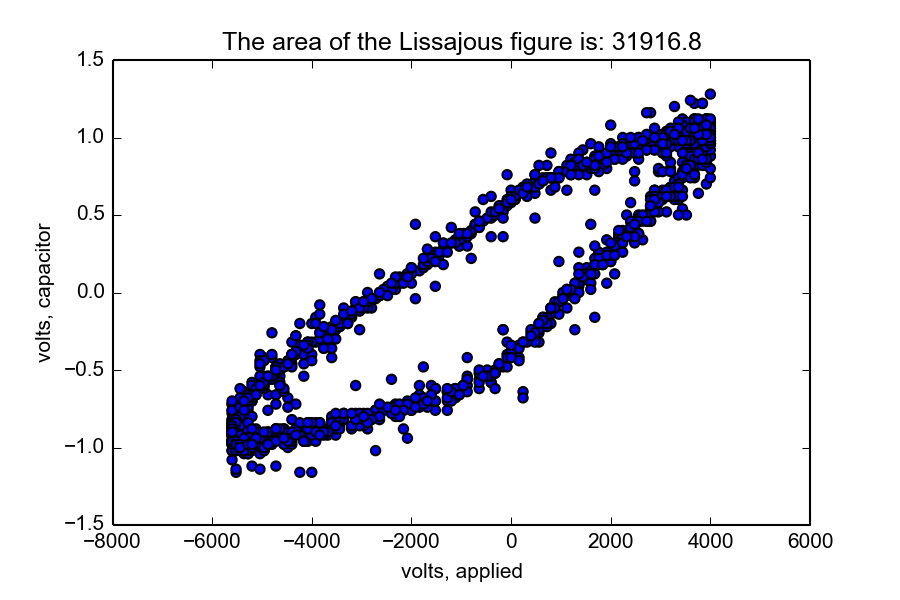 The area of the Lissajous figure is: 31916.8
1.5
1.0
0.5
0.0
−0.5
−1.0
−1.5
volts, capacitor
−8000 −6000 −4000 −2000 0 2000 4000 6000
volts, applied